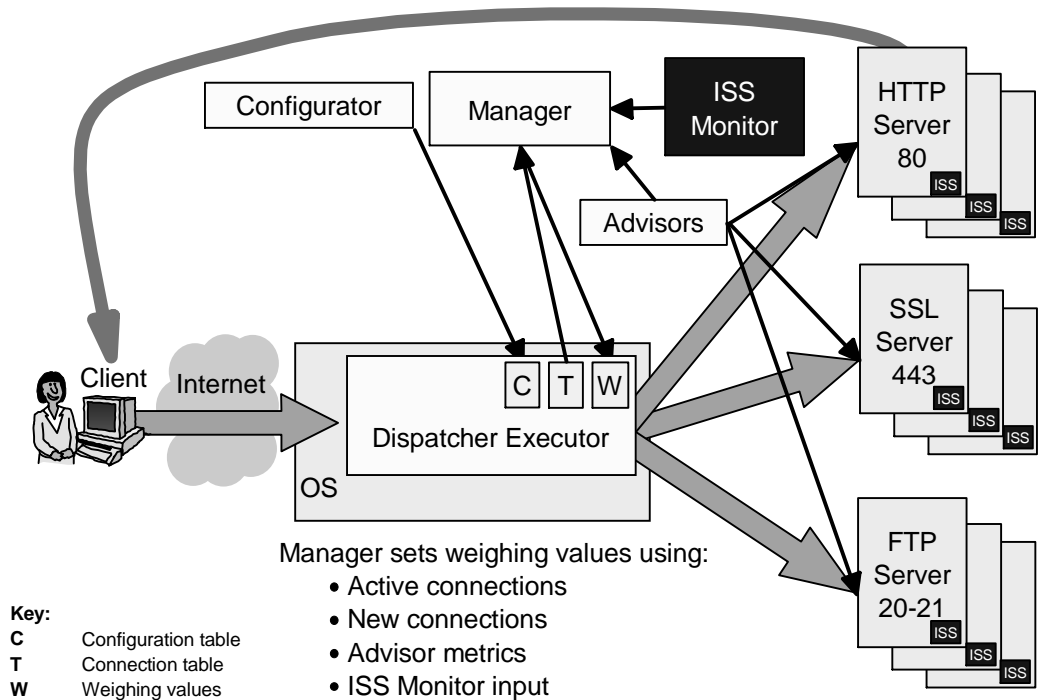 Configurator
Manager
ISS
Monitor
HTTP
Server
80
ISS
ISS
ISS
Advisors
SSL
Server
443
ISS
ISS
ISS
Client
Internet
C
T
W
Dispatcher Executor
OS
FTP
Server
20-21
ISS
ISS
ISS
Manager sets weighing values using:
• Active connections
• New connections
• Advisor metrics
• ISS Monitor input
Key:
C Configuration table
T Connection table
W Weighing values